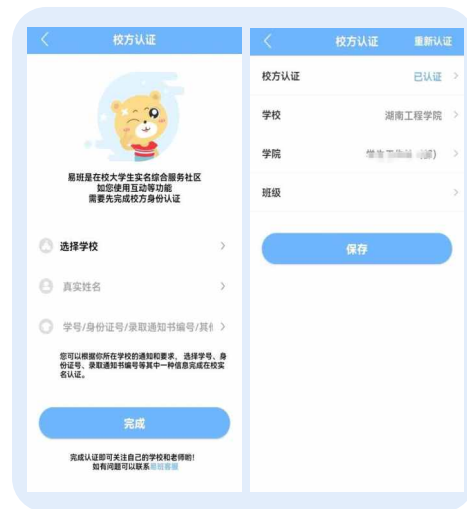 校方认证
易班是在校大学生实名综合服务社区
如您使用互动等功能
需要先完成校方身份认证
选择学校
真实姓名
学号/身份证号/录取通知书编号/其
您可以根据你所在学校的通知和要求，选择学号、身
份证号、录取通知书编号等其中一种信息完成在校实
名认证。
完成
完成认证即可关注自己的学校和老师哟!
如有问题可以联系易班客服
校方认证 重新认证
校方认证 已认证
学校 湖南工程学院
学院
班级
保存